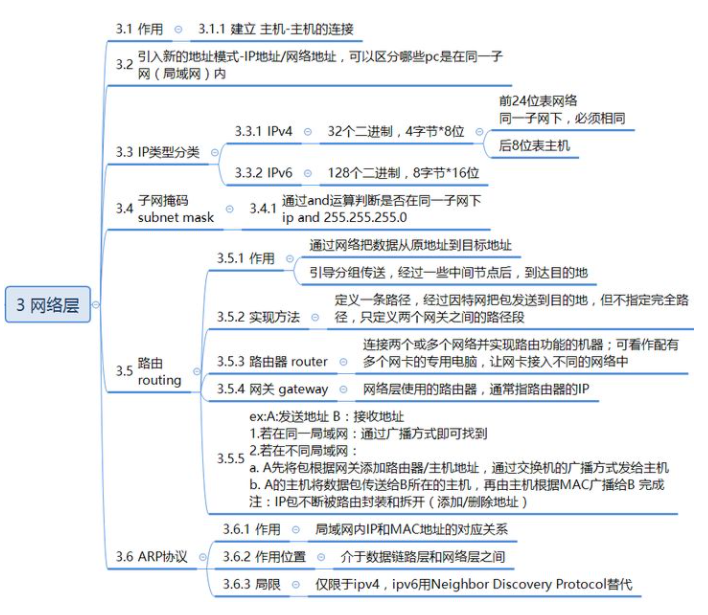 3 网络层
3.1 作用
3.1.1 建立 主机-主机的连接
3.2 引入新的地址模式-IP地址/网络地址，可以区分哪些pc是在同一子
网（局域网）内
3.3 IP类型分类
3.3.1 IPv4
32个二进制，4字节*8位
前24位表网络
同一子网下，必须相同
后8位表主机
3.3.2 IPv6
128个二进制，8字节*16位
3.4 子网掩码
subnet mask
3.4.1 通过and运算判断是否在同一子网下
ip and 255.255.255.0
3.5 路由
routing
3.5.1 作用
通过网络把数据从原地址到目标地址
引导分组传送，经过一些中间节点后，到达目的地
3.5.2 实现方法
定义一条路径，经过因特网把包发送到目的地，但不指定完全路
径，只定义两个网关之间的路径段
3.5.3 路由器 router
连接两个或多个网络并实现路由功能的机器；可看作配有
多个网卡的专用电脑，让网卡接入不同的网络中
3.5.4 网关 gateway
网络层使用的路由器，通常指路由器的IP
3.5.5
ex:A:发送地址 B：接收地址
1.若在同一局域网：通过广播方式即可找到
2.若在不同局域网：
a. A先将包根据网关添加路由器/主机地址，通过交换机的广播方式发给主机
b. A的主机将数据包传送给B所在的主机，再由主机根据MAC广播给B 完成
注：IP包不断被路由封装和拆开（添加/删除地址）
3.6 ARP协议
3.6.1 作用
局域网内IP和MAC地址的对应关系
3.6.2 作用位置
介于数据链路层和网络层之间
3.6.3 局限
仅限于ipv4，ipv6用Neighbor Discovery Protocol替代